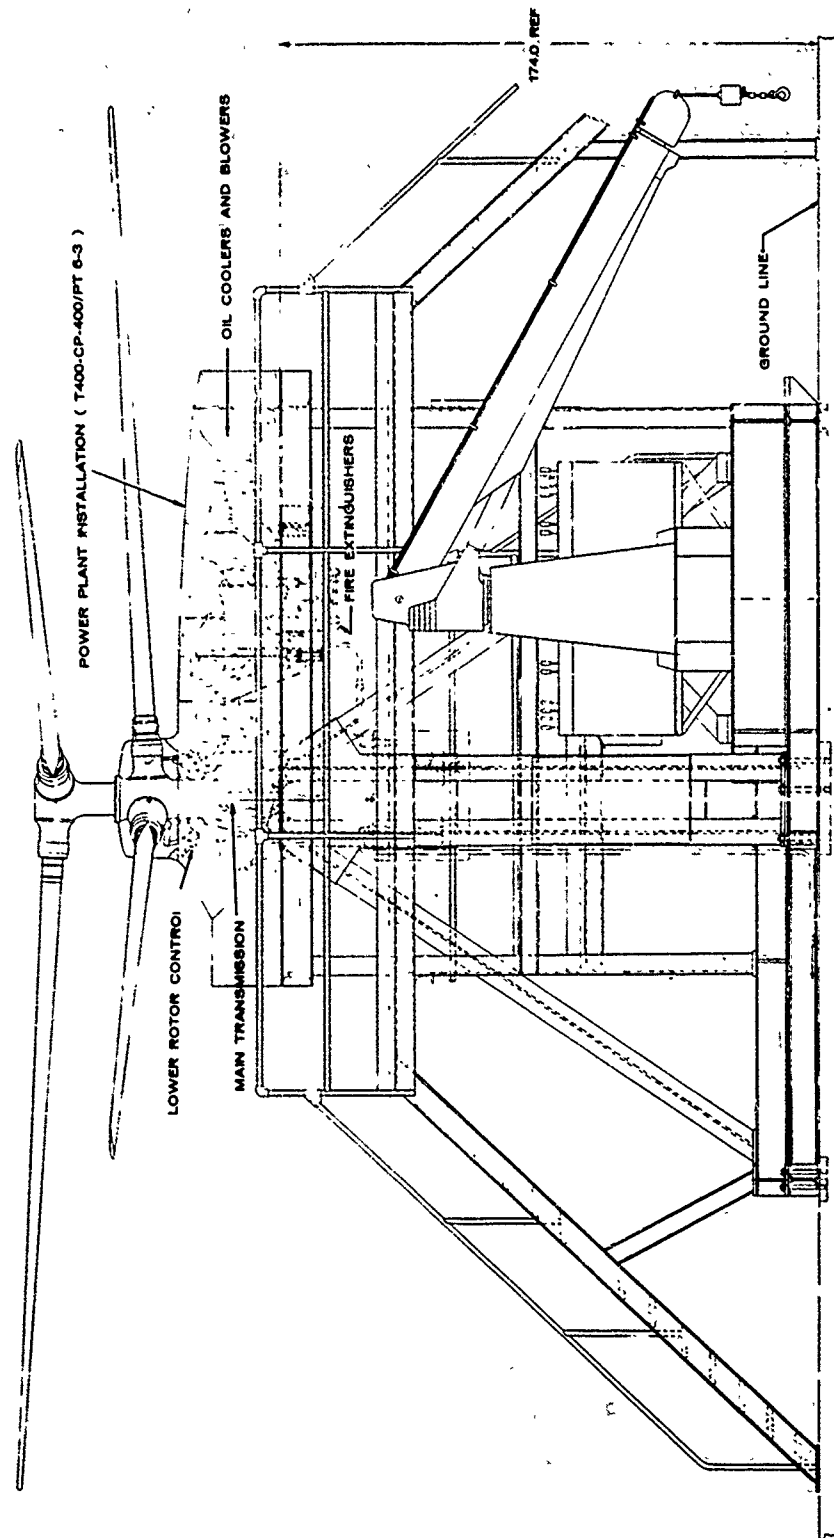 174.0 REF
OIL COOLERS AND BLOWERS
POWER PLANT INSTALLATION ( T400-CP-400/PT 6-3 )
GROUND LINE
FIRE EXTINGUISHERS
LOWER ROTOR CONTROL
MAIN TRANSMISSION